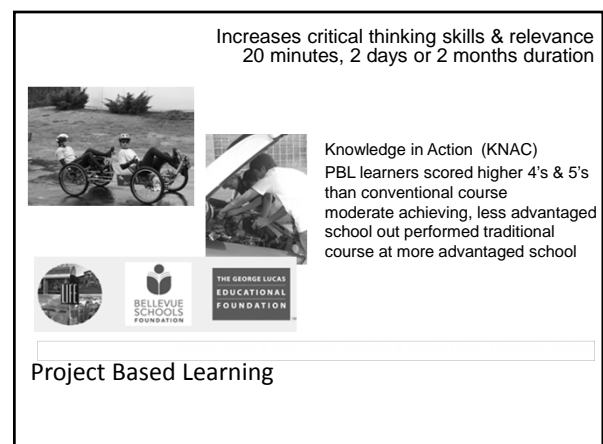 Increases critical thinking skills & relevance
20 minutes, 2 days or 2 months duration
Knowledge in Action (KNAC)
PBL learners scored higher 4's & 5's
than conventional course
moderate achieving, less advantaged
school out performed traditional
course at more advantaged school
BELLEVUE
SCHOOLS
FOUNDATION
THE GEORGE LUCAS
EDUCATIONAL
FOUNDATION
Project Based Learning